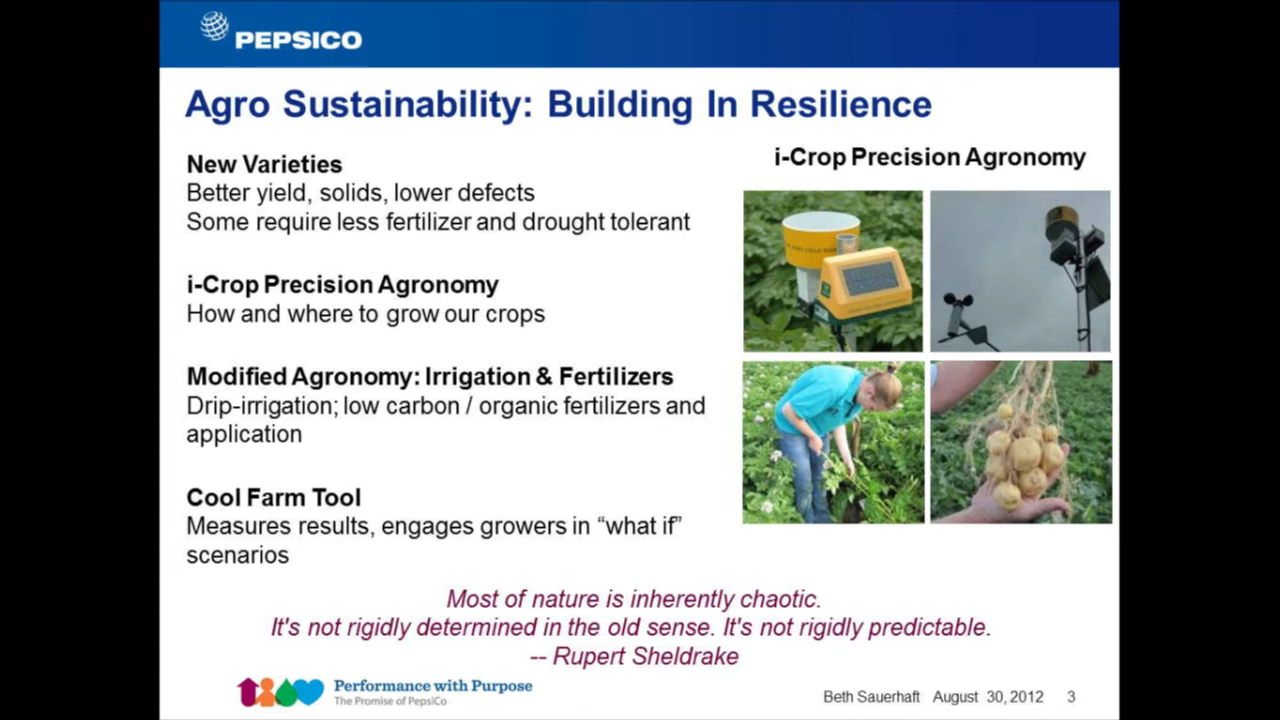 PEPSICO
Agro Sustainability: Building In Resilience
New Varieties
Better yield, solids, lower defects
Some require less fertilizer and drought tolerant
i-Crop Precision Agronomy
How and where to grow our crops
Modified Agronomy: Irrigation & Fertilizers
Drip-irrigation; low carbon / organic fertilizers and
application
Cool Farm Tool
Measures results, engages growers in “what if”
scenarios
i-Crop Precision Agronomy
Most of nature is inherently chaotic.
It's not rigidly determined in the old sense. It's not rigidly predictable.
-- Rupert Sheldrake
Performance with Purpose
The Promise of PepsiCo
Beth Sauerhaft August 30, 2012 3